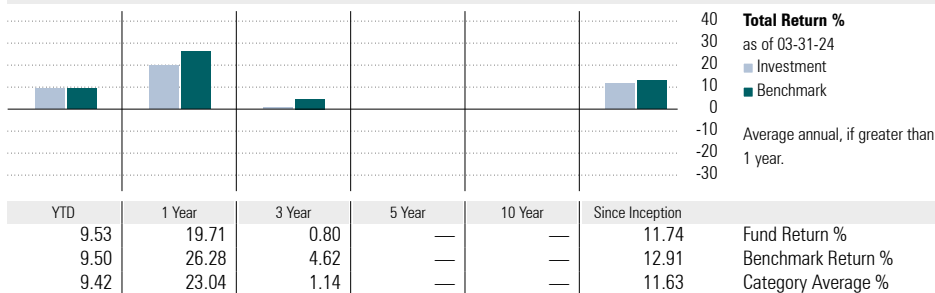 40
30
20
10
0
-10
-20
-30
Total Return %
as of 03-31-24
Investment
Benchmark
Average annual, if greater than
1 year.
YTD 1 Year 3 Year 5 Year 10 Year Since Inception
9.53 19.71 0.80 — — 11.74 Fund Return %
9.50 26.28 4.62 — — 12.91 Benchmark Return %
9.42 23.04 1.14 — — 11.63 Category Average %